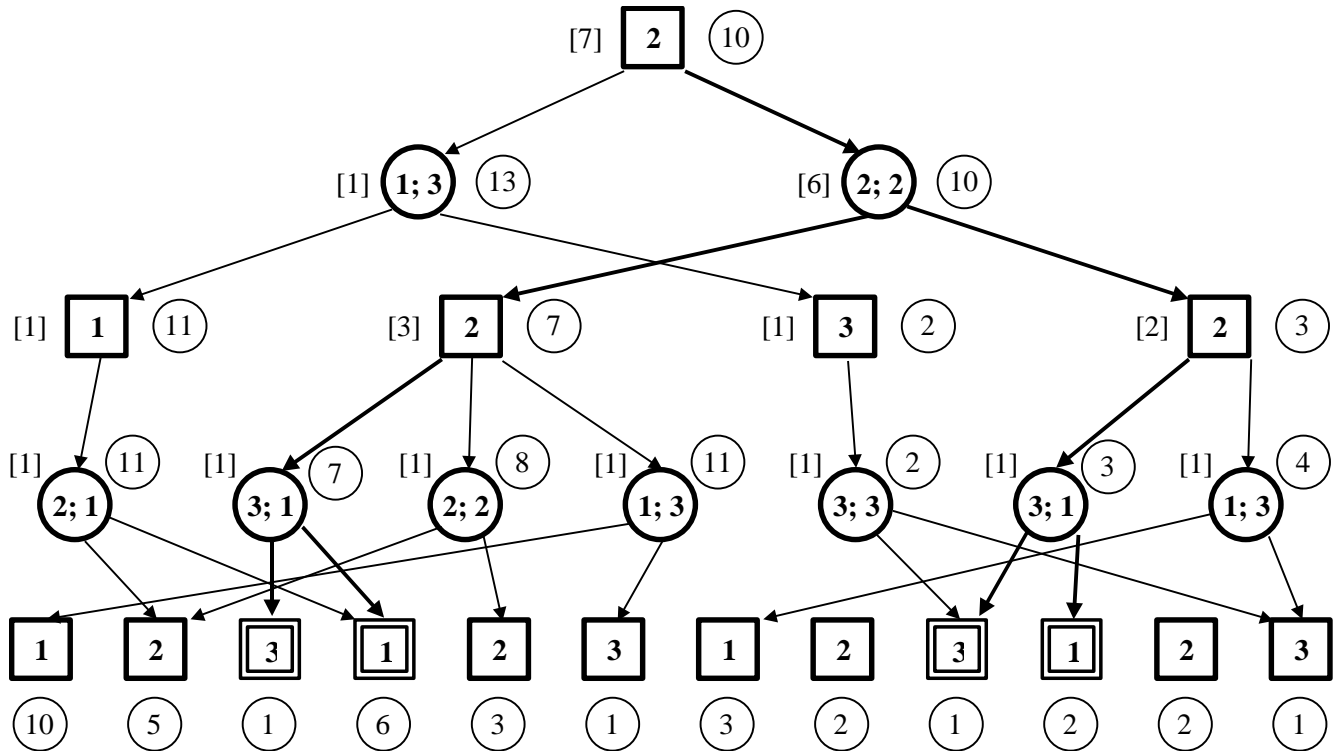 [7] 2 10
[1] 1; 3 13 [6] 2; 2 10
[1] 1 11 [3] 2 7 [1] 3 2 [2] 2 3
[1] 11 [1] 7 [1] 8 [1] 11 [1] 2 [1] 3 [1] 4
2; 1 3; 1 2; 2 1; 3 3; 3 3; 1 1; 3
1 2 3 1 2 3 1 2 3 1 2 3
10 5 1 6 3 1 3 2 1 2 2 1